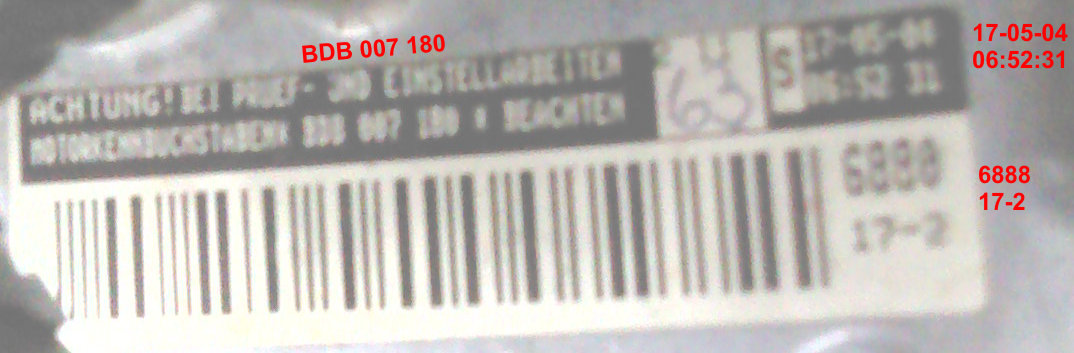 BDB 007 180
17-05-04
06:52:31
ACHTUNG! BEI PRUEF- UND EINSTELLARBEITEN
MOTORKENNBUCHSTABEN* BDB 007 180 * BEACHTEN
63
S
17-05-04
06:52 31
6880
17-2
6888
17-2